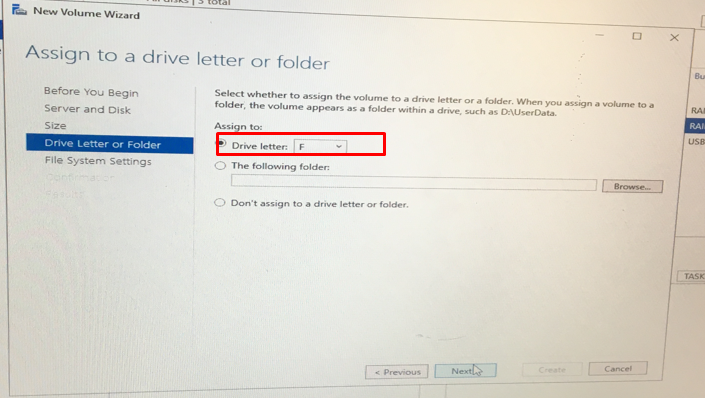 disks | 3 total
New Volume Wizard
Assign to a drive letter or folder
Before You Begin
Server and Disk
Size
Drive Letter or Folder
File System Settings
Confirmation
Results
Select whether to assign the volume to a drive letter or a folder. When you assign a volume to a
folder, the volume appears as a folder within a drive, such as D:\UserData.
Assign to:
Drive letter: F
The following folder:
Browse...
Don't assign to a drive letter or folder.
< Previous
Next
Create
Cancel
Bu
RAI
RAI
USB
TASK